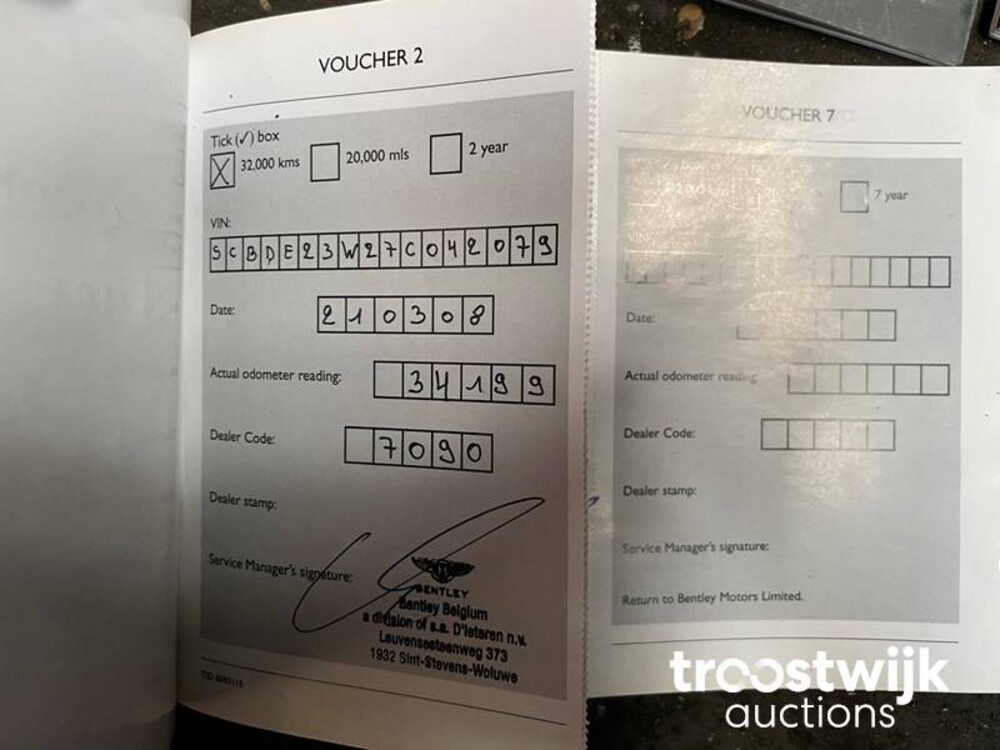 VOUCHER 2
Tick (✓) box
32,000 kms 20,000 mls 2 year
VIN:
SCBDE23W27C042079
Date: 210308
Actual odometer reading: 34199
Dealer Code: 7090
Dealer stamp:
Service Manager's signature:
BENTLEY
Bentley Belgium
a division of s.a. D'Ieteren n.v.
Leuvensesteenweg 373
1932 Sint-Stevens-Woluwe
VOUCHER 7
7 year
Date:
Actual odometer reading:
Dealer Code:
Dealer stamp:
Service Manager's signature:
Return to Bentley Motors Limited.
troostwijk
auctions